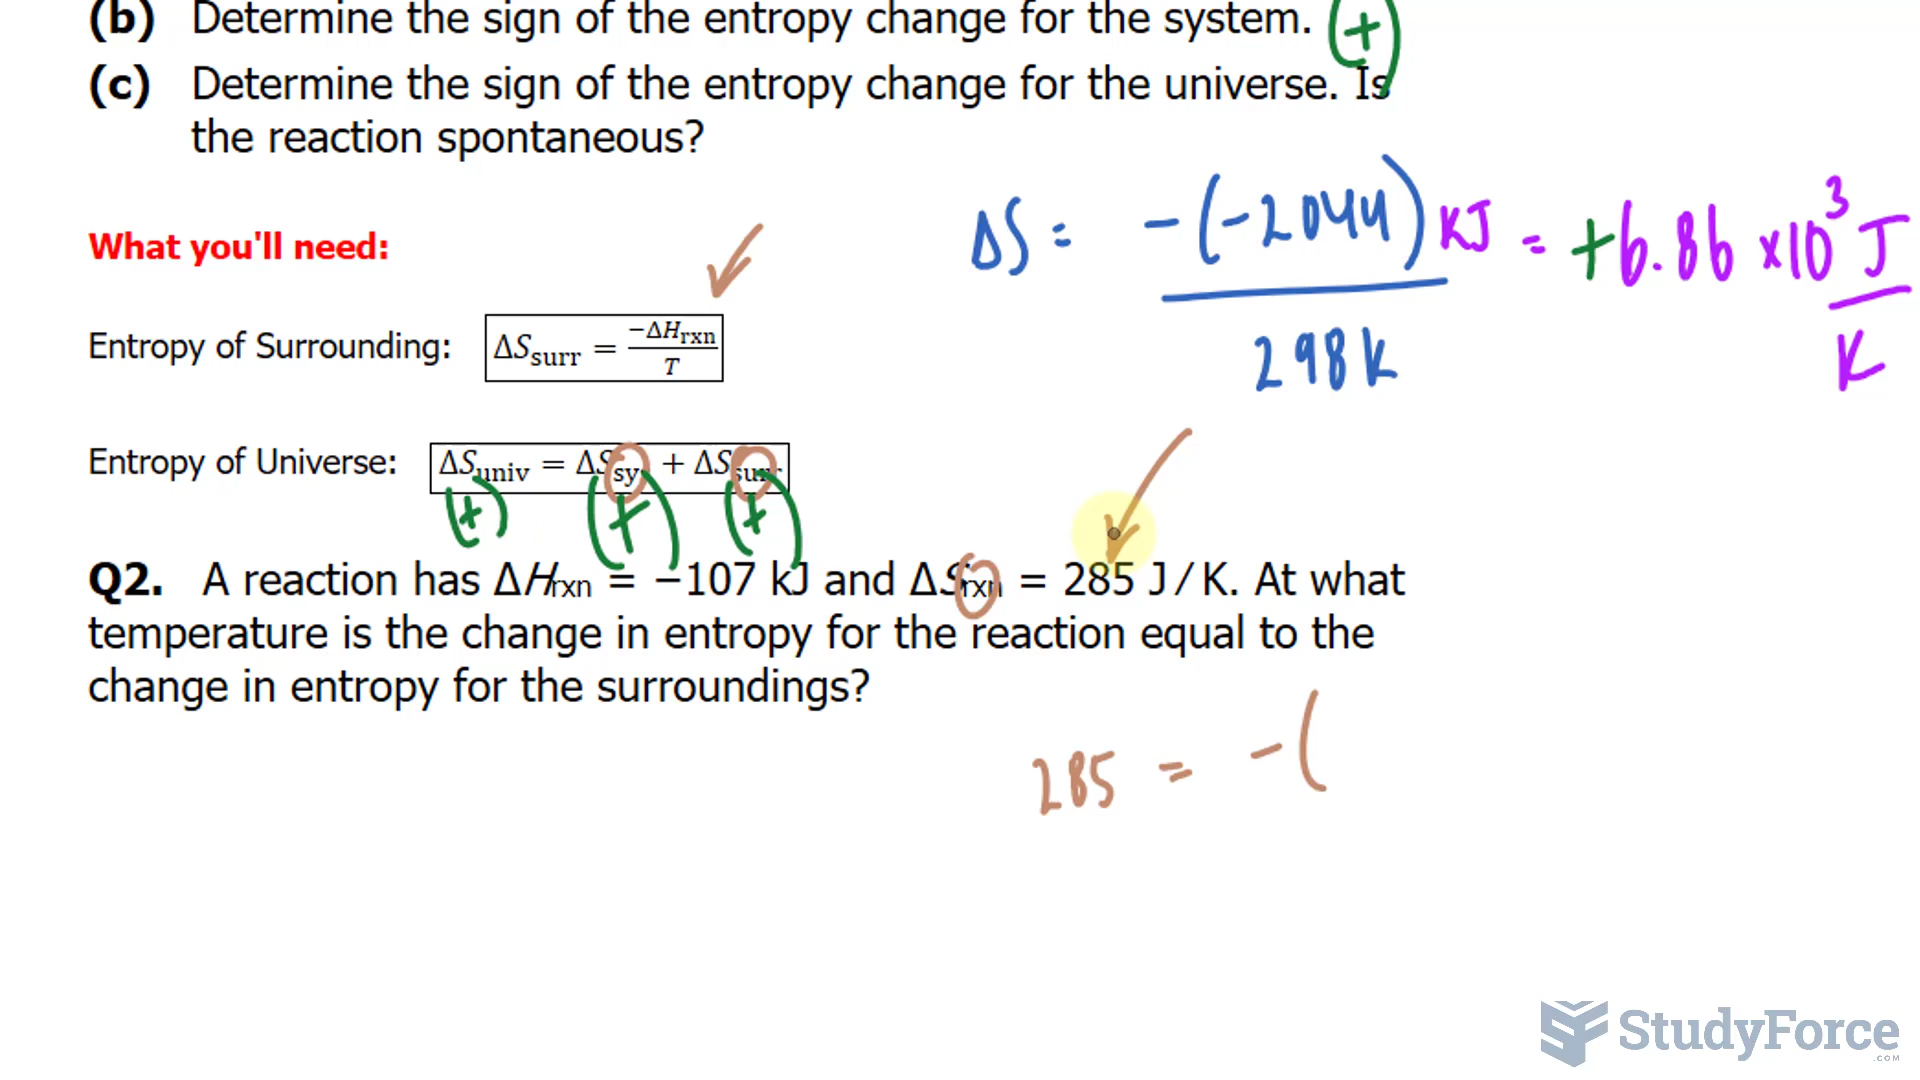 (b) Determine the sign of the entropy change for the system. (+)
(c) Determine the sign of the entropy change for the universe. Is
the reaction spontaneous?
What you'll need:
ΔS = -(-2044) kJ / 298 K = +6.86 ×10³ J/K
Entropy of Surrounding: ΔSsurr = −ΔHrxn / T
Entropy of Universe: ΔSuniv = ΔSsys + ΔSsurr
(+) (+) (+)
Q2. A reaction has ΔHrxn = −107 kJ and ΔSrxn = 285 J/K. At what
temperature is the change in entropy for the reaction equal to the
change in entropy for the surroundings?
285 = -(
StudyForce
.COM